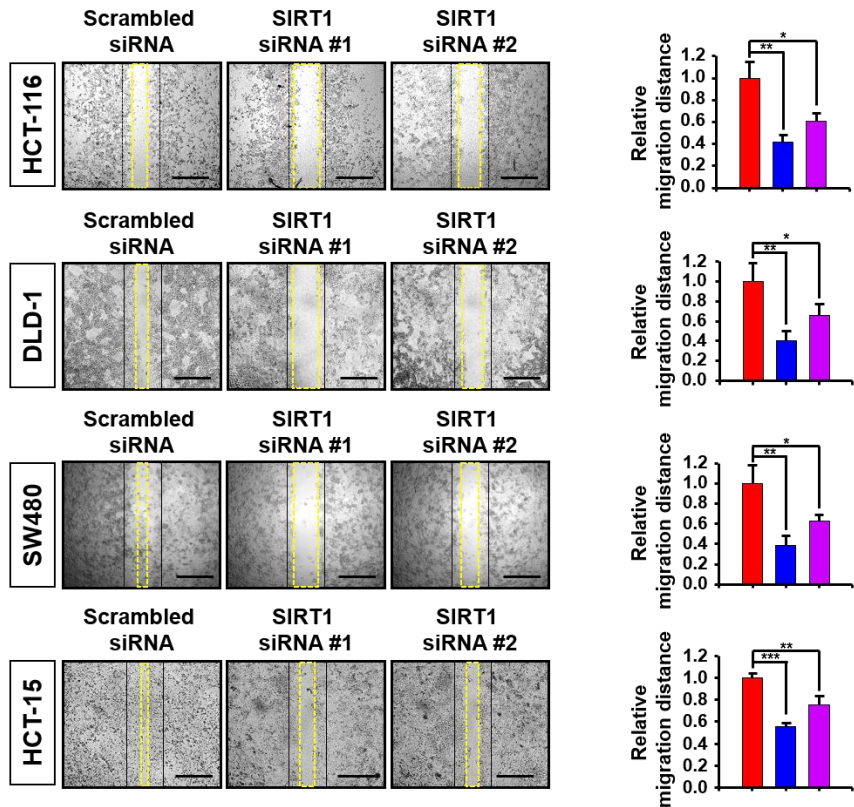 Scrambled siRNA
SIRT1 siRNA #1
SIRT1 siRNA #2
HCT-116
Relative migration distance
1.2
1.0
0.8
0.6
0.4
0.2
0.0
**
*
Scrambled siRNA
SIRT1 siRNA #1
SIRT1 siRNA #2
DLD-1
Relative migration distance
1.2
1.0
0.8
0.6
0.4
0.2
0.0
**
*
Scrambled siRNA
SIRT1 siRNA #1
SIRT1 siRNA #2
SW480
Relative migration distance
1.2
1.0
0.8
0.6
0.4
0.2
0.0
**
*
Scrambled siRNA
SIRT1 siRNA #1
SIRT1 siRNA #2
HCT-15
Relative migration distance
1.2
1.0
0.8
0.6
0.4
0.2
0.0
***
**